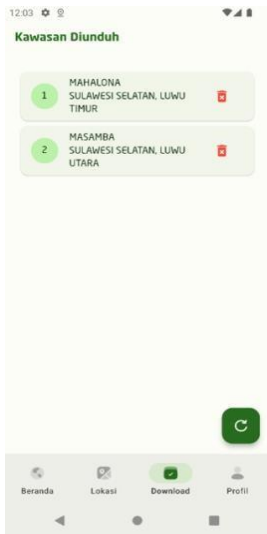 12:03
Kawasan Diunduh
1
MAHALONA
SULAWESI SELATAN, LUWU
TIMUR
2
MASAMBA
SULAWESI SELATAN, LUWU
UTARA
Beranda
Lokasi
Download
Profil